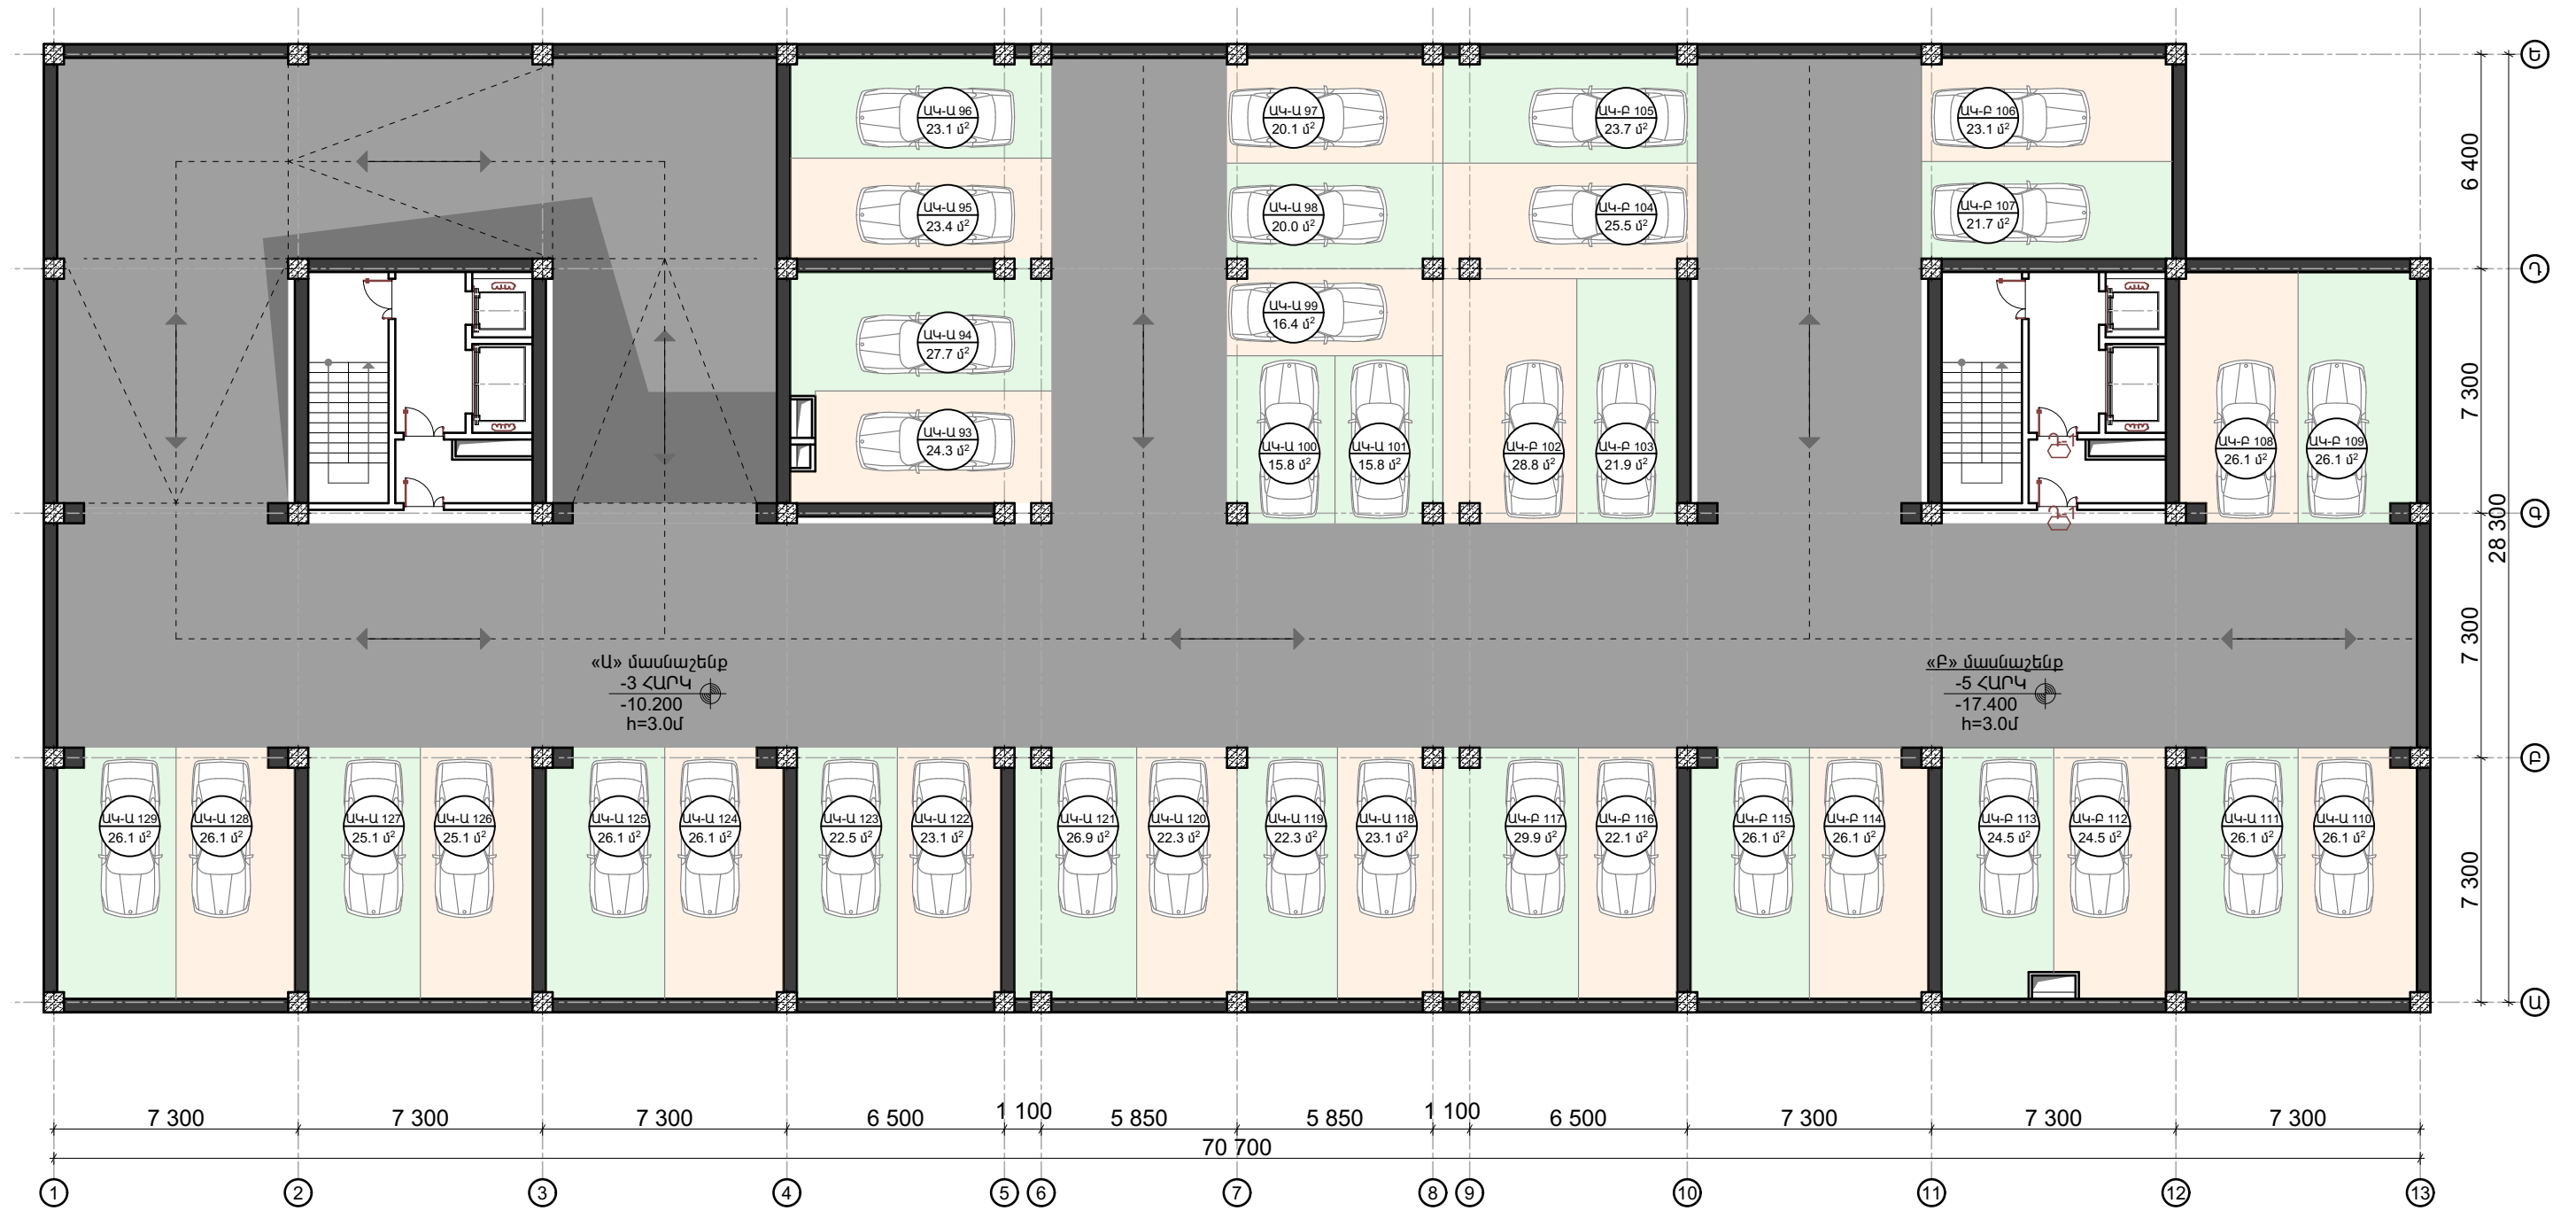 Ե
ԱԿ-Ա 96
23.1 մ²
ԱԿ-Ա 97
20.1 մ²
ԱԿ-Բ 105
23.7 մ²
ԱԿ-Բ 106
23.1 մ²
6 400
ԱԿ-Ա 95
23.4 մ²
ԱԿ-Ա 98
20.0 մ²
ԱԿ-Բ 104
25.5 մ²
ԱԿ-Բ 107
21.7 մ²
Դ
ԱԿ-Ա 99
16.4 մ²
ԱԿ-Ա 94
27.7 մ²
7 300
ԱԿ-Ա 93
24.3 մ²
ԱԿ-Ա 100
15.8 մ²
ԱԿ-Ա 101
15.8 մ²
ԱԿ-Բ 102
28.8 մ²
ԱԿ-Բ 103
21.9 մ²
ԱԿ-Բ 108
26.1 մ²
ԱԿ-Բ 109
26.1 մ²
Գ
28 300
7 300
«Ա» մասնաշենք
-3 ՀԱՐԿ
-10.200
h=3.0մ
«Բ» մասնաշենք
-5 ՀԱՐԿ
-17.400
h=3.0մ
Բ
ԱԿ-Ա 129
26.1 մ²
ԱԿ-Ա 128
26.1 մ²
ԱԿ-Ա 127
25.1 մ²
ԱԿ-Ա 126
25.1 մ²
ԱԿ-Ա 125
26.1 մ²
ԱԿ-Ա 124
26.1 մ²
ԱԿ-Ա 123
22.5 մ²
ԱԿ-Ա 122
23.1 մ²
ԱԿ-Ա 121
26.9 մ²
ԱԿ-Ա 120
22.3 մ²
ԱԿ-Ա 119
22.3 մ²
ԱԿ-Ա 118
23.1 մ²
ԱԿ-Բ 117
29.9 մ²
ԱԿ-Բ 116
22.1 մ²
ԱԿ-Բ 115
26.1 մ²
ԱԿ-Բ 114
26.1 մ²
ԱԿ-Բ 113
24.5 մ²
ԱԿ-Բ 112
24.5 մ²
ԱԿ-Ա 111
26.1 մ²
ԱԿ-Ա 110
26.1 մ²
7 300
Ա
7 300 7 300 7 300 6 500 1 100 5 850 5 850 1 100 6 500 7 300 7 300 7 300
70 700
1 2 3 4 5 6 7 8 9 10 11 12 13